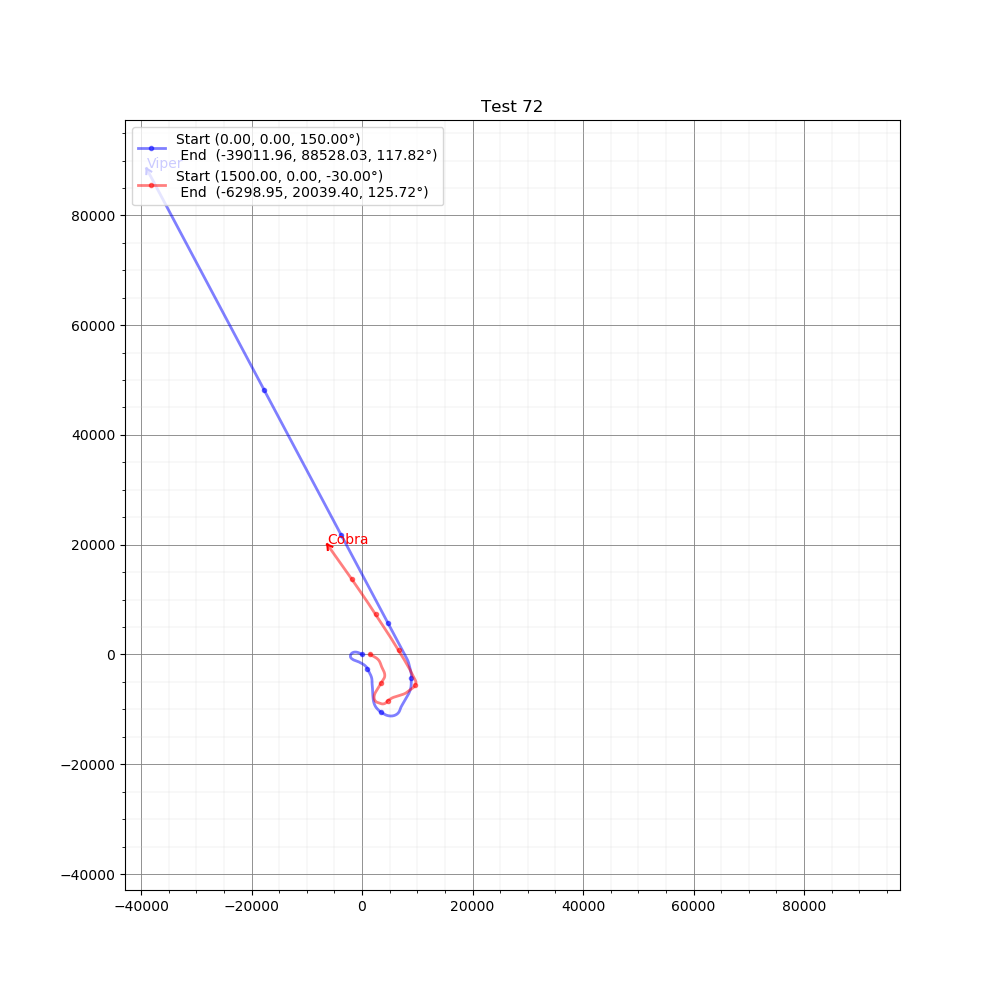 Test 72
Start (0.00, 0.00, 150.00°)
End (-39011.96, 88528.03, 117.82°)
Start (1500.00, 0.00, -30.00°)
End (-6298.95, 20039.40, 125.72°)
Viper
80000
60000
40000
20000
Cobra
0
−20000
−40000
−40000 −20000 0 20000 40000 60000 80000